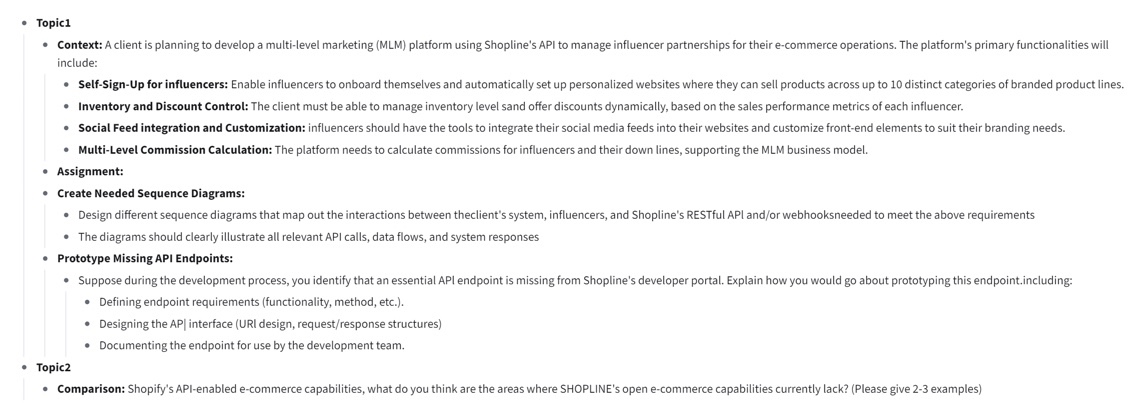 Topic1
Context: A client is planning to develop a multi-level marketing (MLM) platform using Shopline's API to manage influencer partnerships for their e-commerce operations. The platform's primary functionalities will
include:
Self-Sign-Up for influencers: Enable influencers to onboard themselves and automatically set up personalized websites where they can sell products across up to 10 distinct categories of branded product lines.
Inventory and Discount Control: The client must be able to manage inventory level sand offer discounts dynamically, based on the sales performance metrics of each influencer.
Social Feed integration and Customization: influencers should have the tools to integrate their social media feeds into their websites and customize front-end elements to suit their branding needs.
Multi-Level Commission Calculation: The platform needs to calculate commissions for influencers and their down lines, supporting the MLM business model.
Assignment:
Create Needed Sequence Diagrams:
Design different sequence diagrams that map out the interactions between theclient's system, influencers, and Shopline's RESTful APl and/or webhooksneeded to meet the above requirements
The diagrams should clearly illustrate all relevant API calls, data flows, and system responses
Prototype Missing API Endpoints:
Suppose during the development process, you identify that an essential APl endpoint is missing from Shopline's developer portal. Explain how you would go about prototyping this endpoint.including:
Defining endpoint requirements (functionality, method, etc.).
Designing the AP| interface (URl design, request/response structures)
Documenting the endpoint for use by the development team.
Topic2
Comparison: Shopify's API-enabled e-commerce capabilities, what do you think are the areas where SHOPLINE's open e-commerce capabilities currently lack? (Please give 2-3 examples)